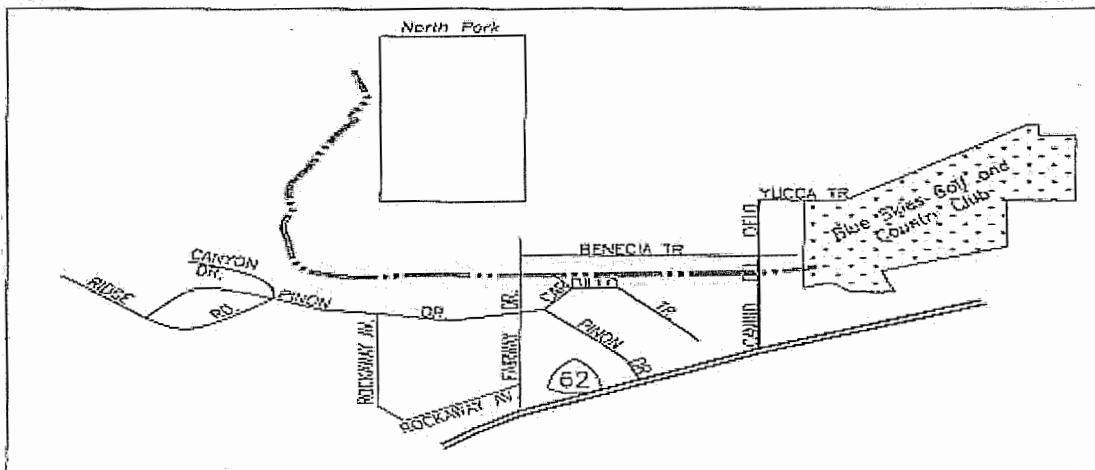 North Park
YUCCA TR
Blue Skies Golf and
Country Club
BENECIA TR
CANYON
DR.
RIDGE
RD.
PINON
DR.
FAIRWAY
DR.
TR.
PINON
DR
ROCKAWAY AV.
62
ROCKAWAY AV